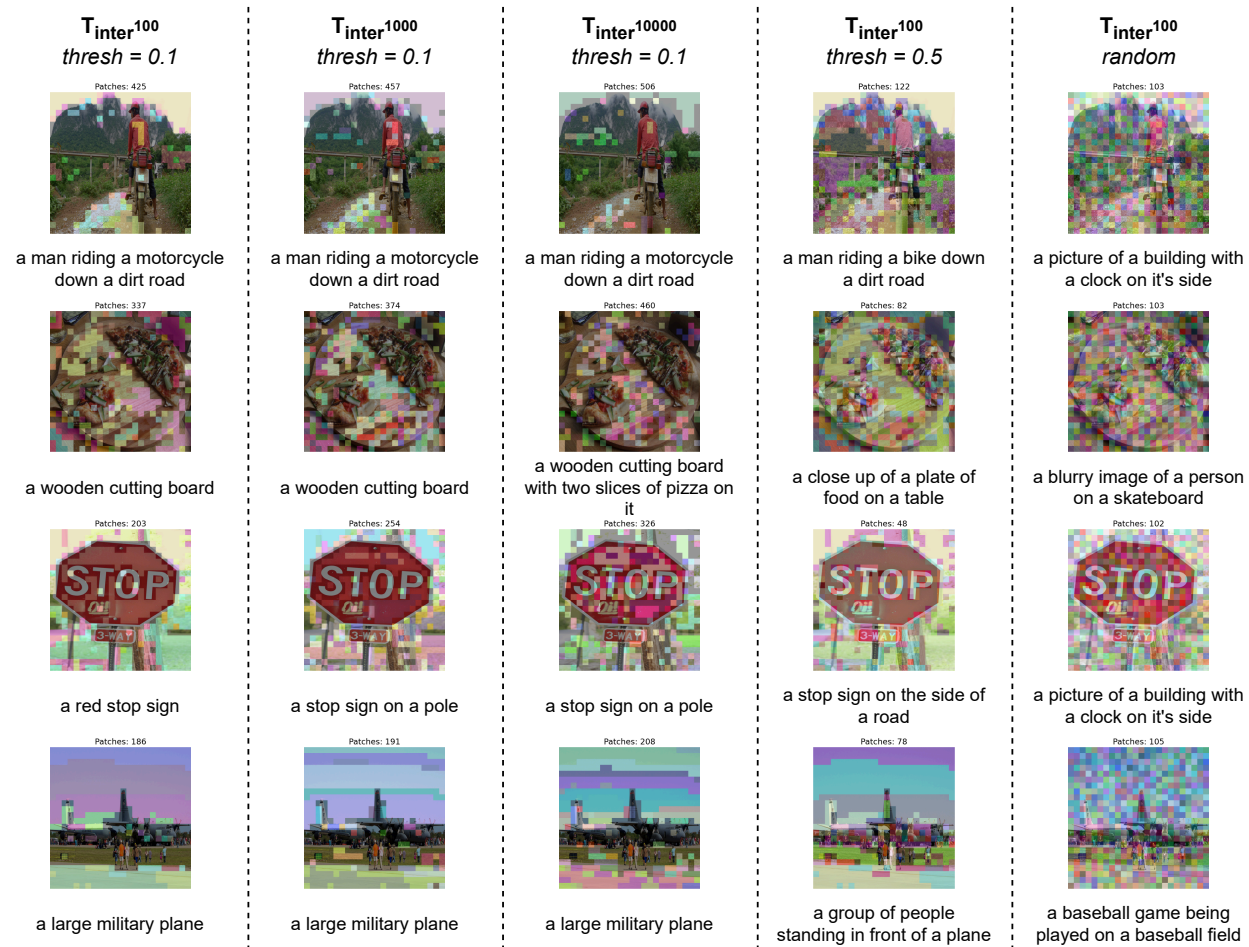 T_inter^100
thresh = 0.1
T_inter^1000
thresh = 0.1
T_inter^10000
thresh = 0.1
T_inter^100
thresh = 0.5
T_inter^100
random
Patches: 425
Patches: 457
Patches: 506
Patches: 122
Patches: 103
a man riding a motorcycle
down a dirt road
a man riding a motorcycle
down a dirt road
a man riding a motorcycle
down a dirt road
a man riding a bike down
a dirt road
a picture of a building with
a clock on it's side
Patches: 337
Patches: 374
Patches: 460
Patches: 82
Patches: 103
a wooden cutting board
a wooden cutting board
a wooden cutting board
with two slices of pizza on
it
a close up of a plate of
food on a table
a blurry image of a person
on a skateboard
Patches: 203
STOP
Oi!
3-WAY
Patches: 254
STOP
Oi!
3-WAY
Patches: 326
STOP
Oi!
3-WAY
Patches: 48
STOP
Oi!
3-WAY
Patches: 102
STOP
Oi!
3-WAY
a red stop sign
a stop sign on a pole
a stop sign on a pole
a stop sign on the side of
a road
a picture of a building with
a clock on it's side
Patches: 186
Patches: 191
Patches: 208
Patches: 78
Patches: 105
a large military plane
a large military plane
a large military plane
a group of people
standing in front of a plane
a baseball game being
played on a baseball field